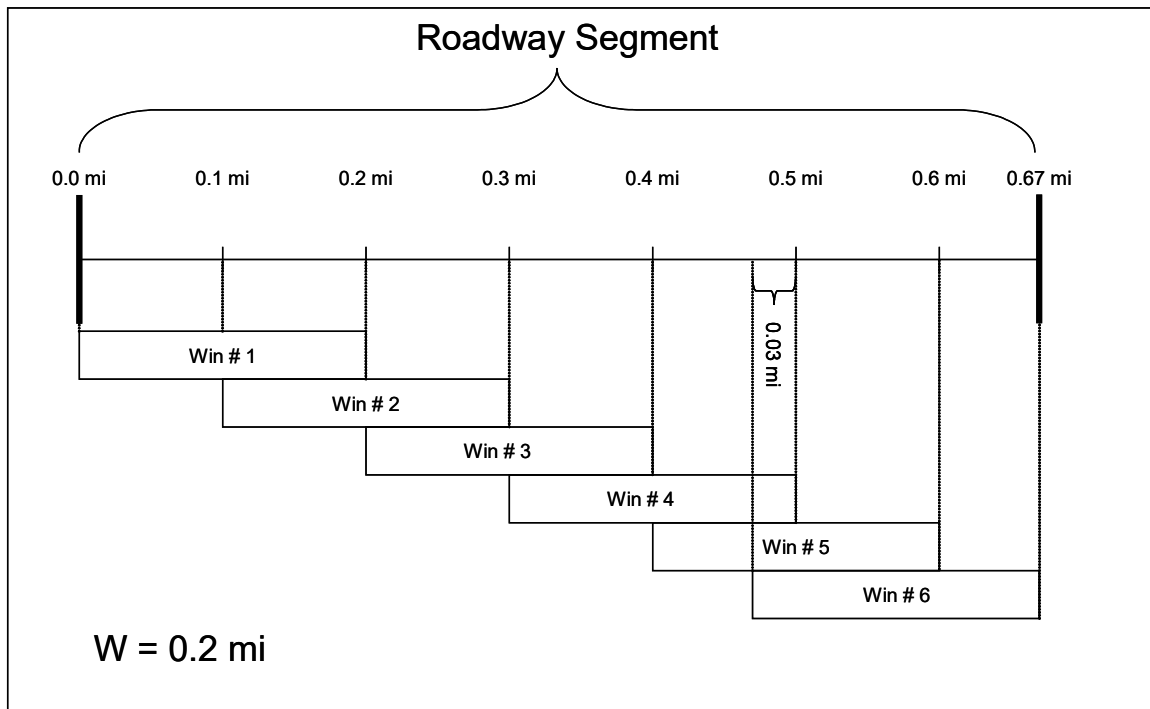 Roadway Segment
0.0 mi 0.1 mi 0.2 mi 0.3 mi 0.4 mi 0.5 mi 0.6 mi 0.67 mi
0.03 mi
Win # 1
Win # 2
Win # 3
Win # 4
Win # 5
Win # 6
W = 0.2 mi